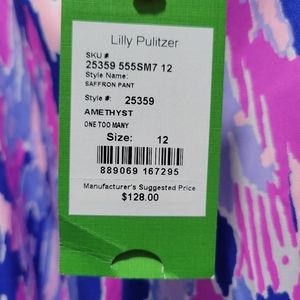 Lilly Pulitzer
SKU #
25359 555SM7 12
Style Name:
SAFFRON PANT
Style #: 25359
AMETHYST
ONE TOO MANY
Size: 12
889069 167295
Manufacturer's Suggested Price
$128.00